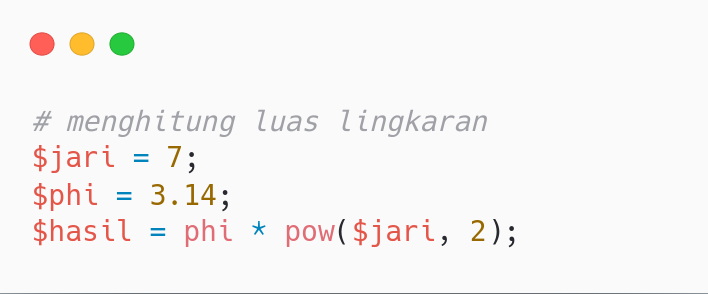 # menghitung luas lingkaran
$jari = 7;
$phi = 3.14;
$hasil = phi * pow($jari, 2);